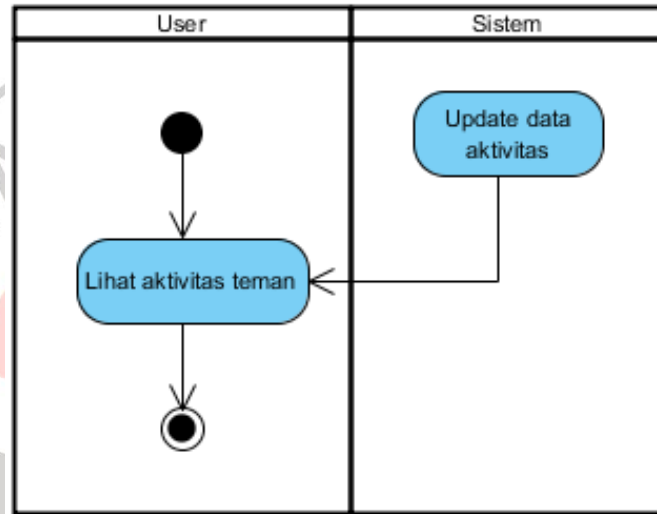 User
Sistem
Update data
aktivitas
Lihat aktivitas teman